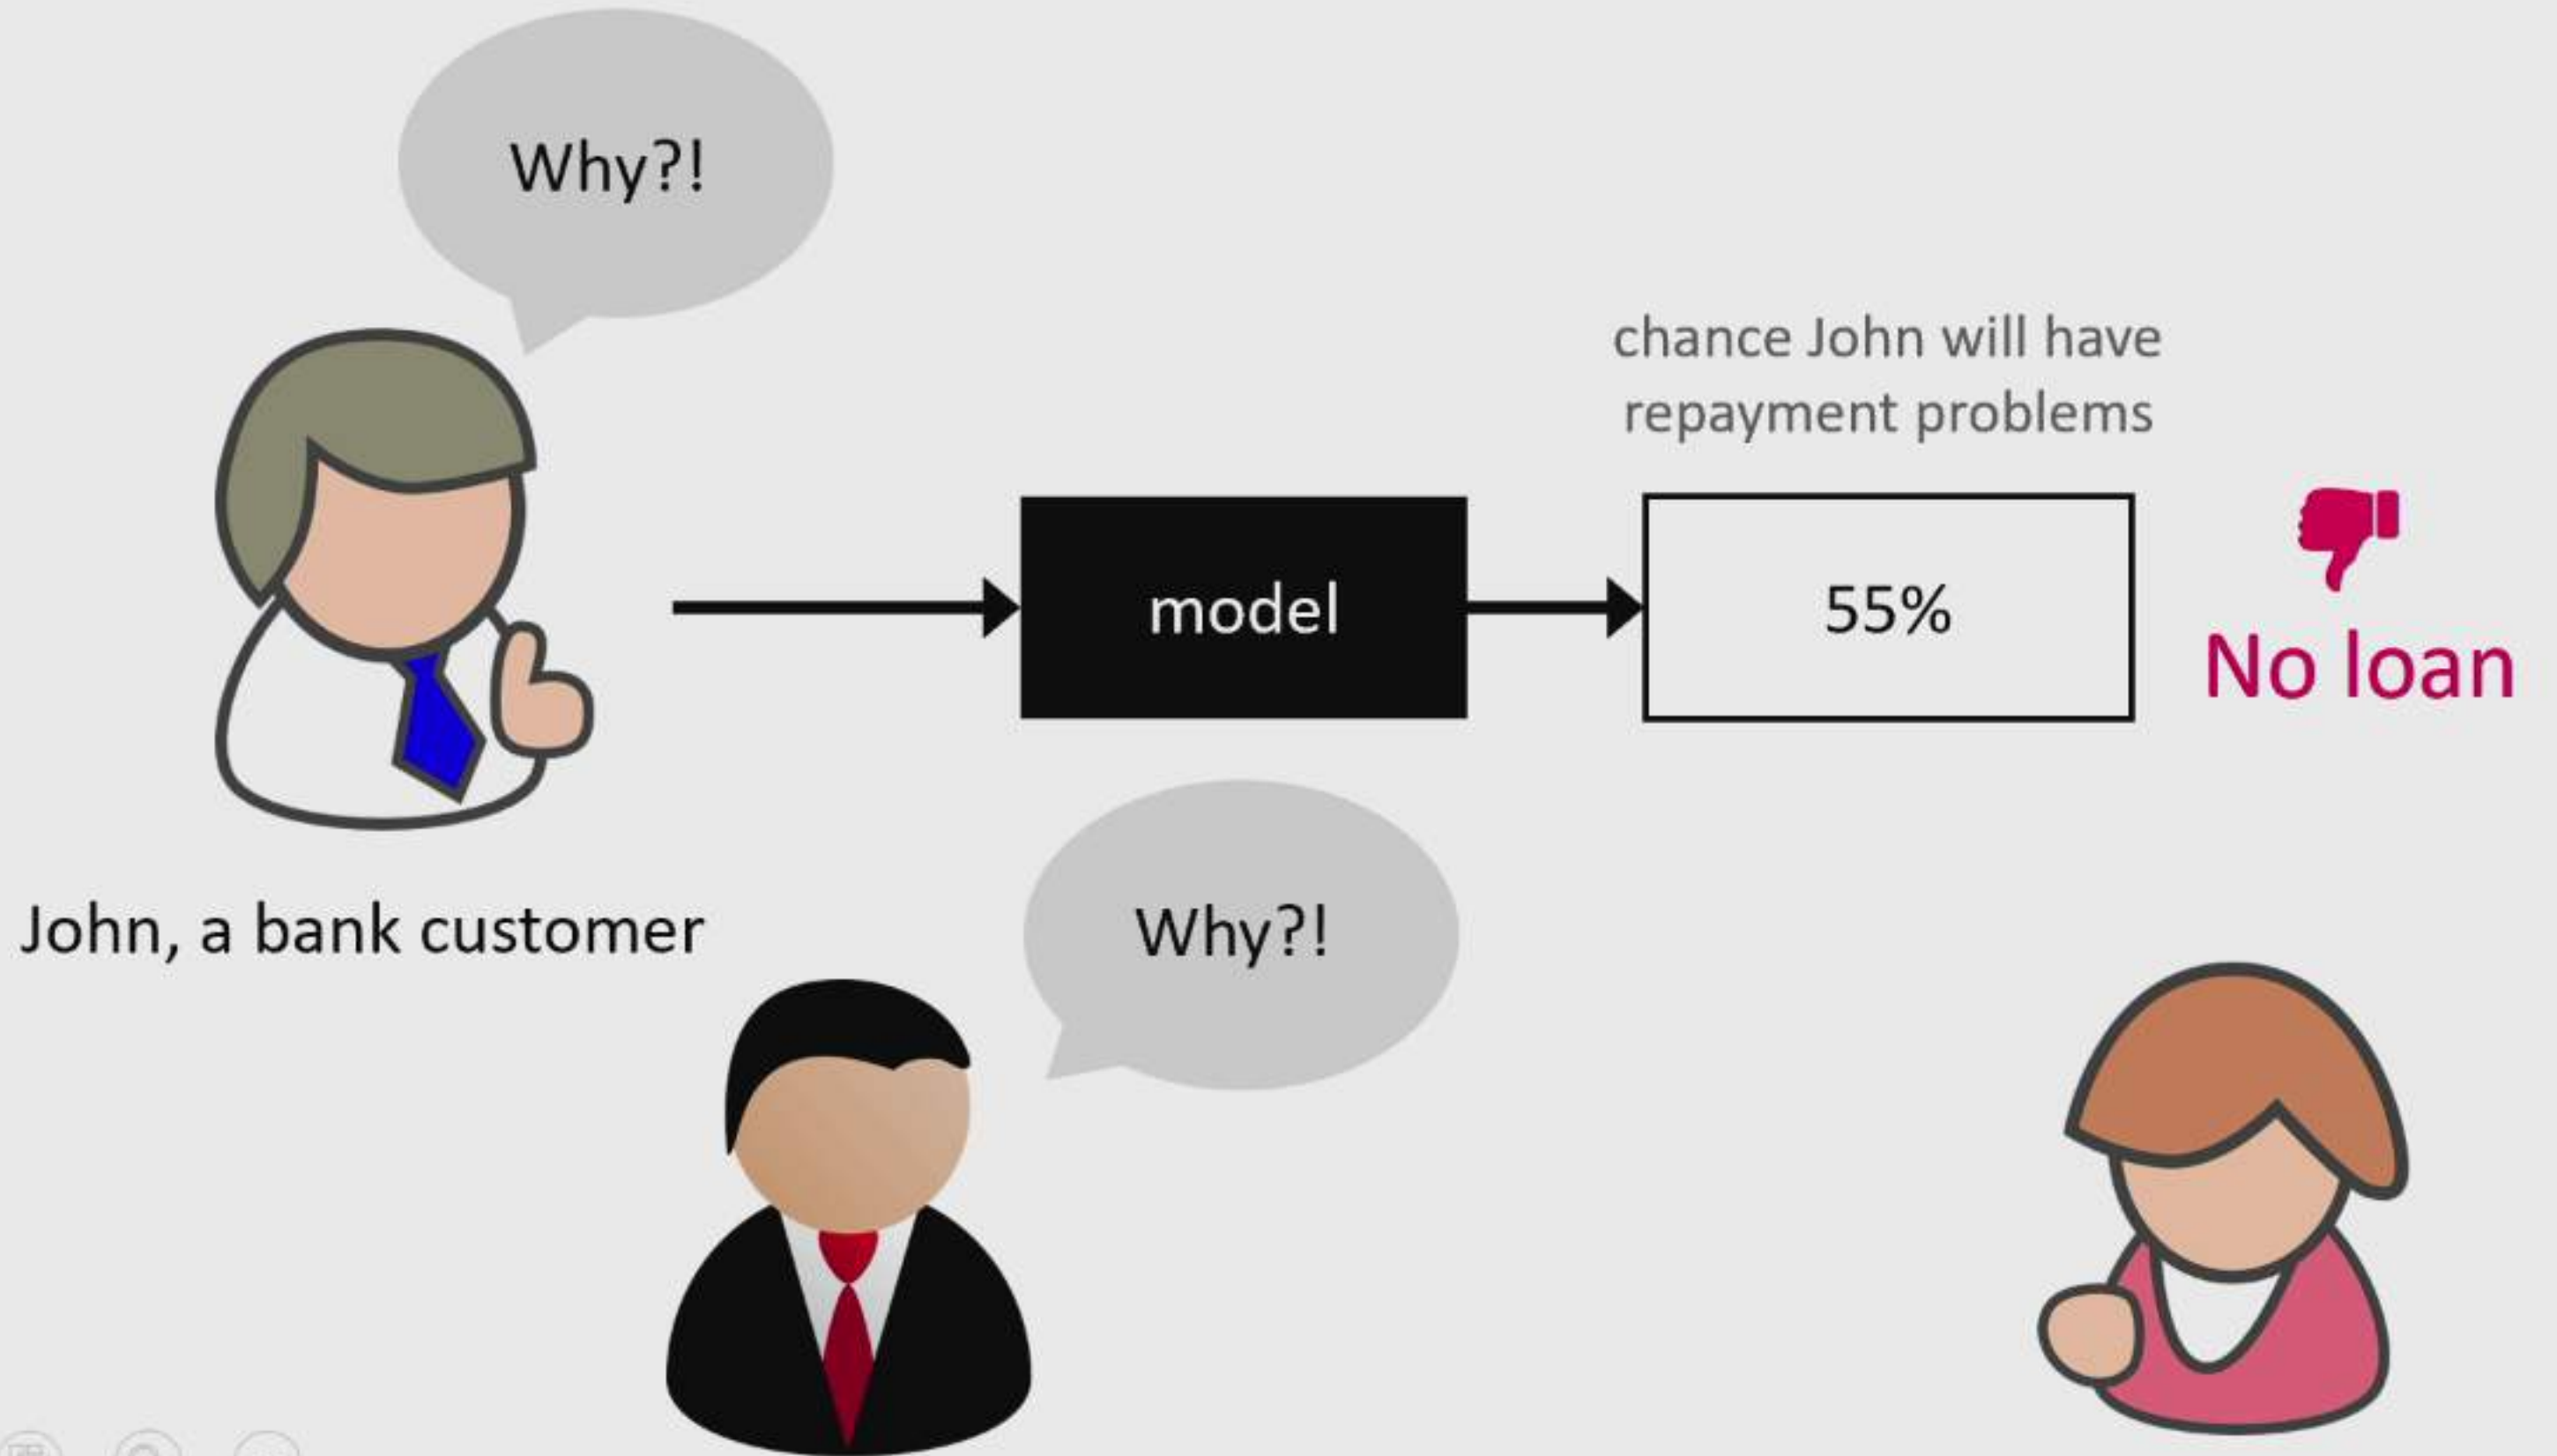 Why?!
chance John will have
repayment problems
model
55%
No loan
John, a bank customer
Why?!